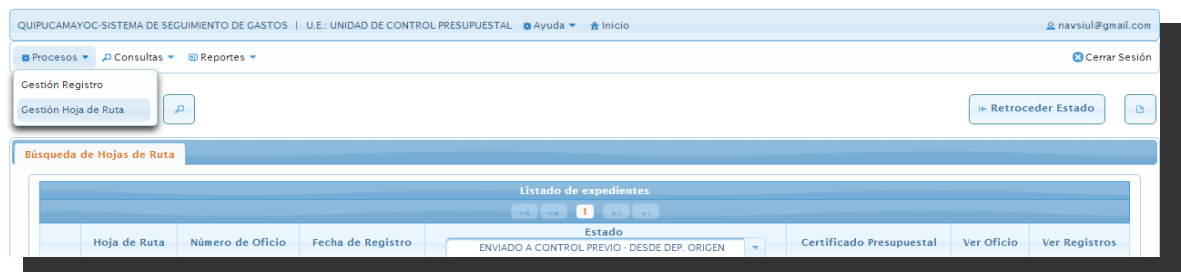 QUIPUCAMAYOC-SISTEMA DE SEGUIMIENTO DE GASTOS | U.E.: UNIDAD DE CONTROL PRESUPUESTAL Ayuda Inicio navsiul@gmail.com
Procesos Consultas Reportes Cerrar Sesión
Gestión Registro
Gestión Hoja de Ruta Retroceder Estado
Búsqueda de Hojas de Ruta
Listado de expedientes
1
Hoja de Ruta Número de Oficio Fecha de Registro Estado Certificado Presupuestal Ver Oficio Ver Registros
ENVIADO A CONTROL PREVIO - DESDE DEP. ORIGEN